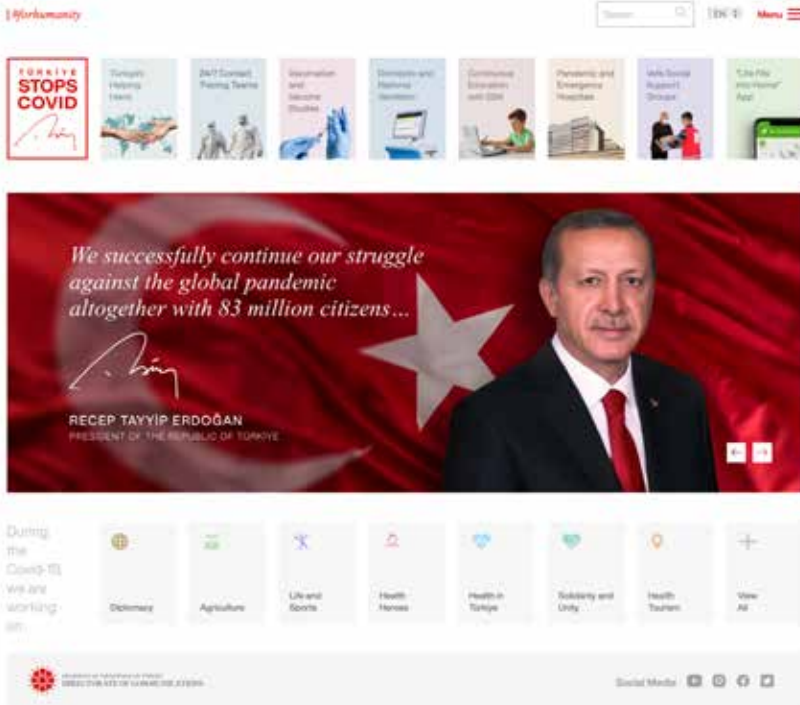 #forhumanity
Search
EN
Menu
TÜRKİYE
STOPS
COVID
Türkiye's
Helping
Hand
24/7 Contact
Tracing Teams
Vaccination
and
Vaccine
Studies
Domestic and
National
Ventilator
Continuous
Education
with EBA
Pandemic and
Emergency
Hospitals
Vefa Social
Support
Groups
"Life Fits
into Home"
App
We successfully continue our struggle
against the global pandemic
altogether with 83 million citizens...
RECEP TAYYİP ERDOĞAN
PRESIDENT OF THE REPUBLIC OF TÜRKİYE
During
the
Covid-19,
we are
working
on:
Diplomacy
Agriculture
Life and
Sports
Health
Heroes
Health in
Türkiye
Solidarity and
Unity
Health
Tourism
View
All
DIRECTORATE OF COMMUNICATIONS
Social Media